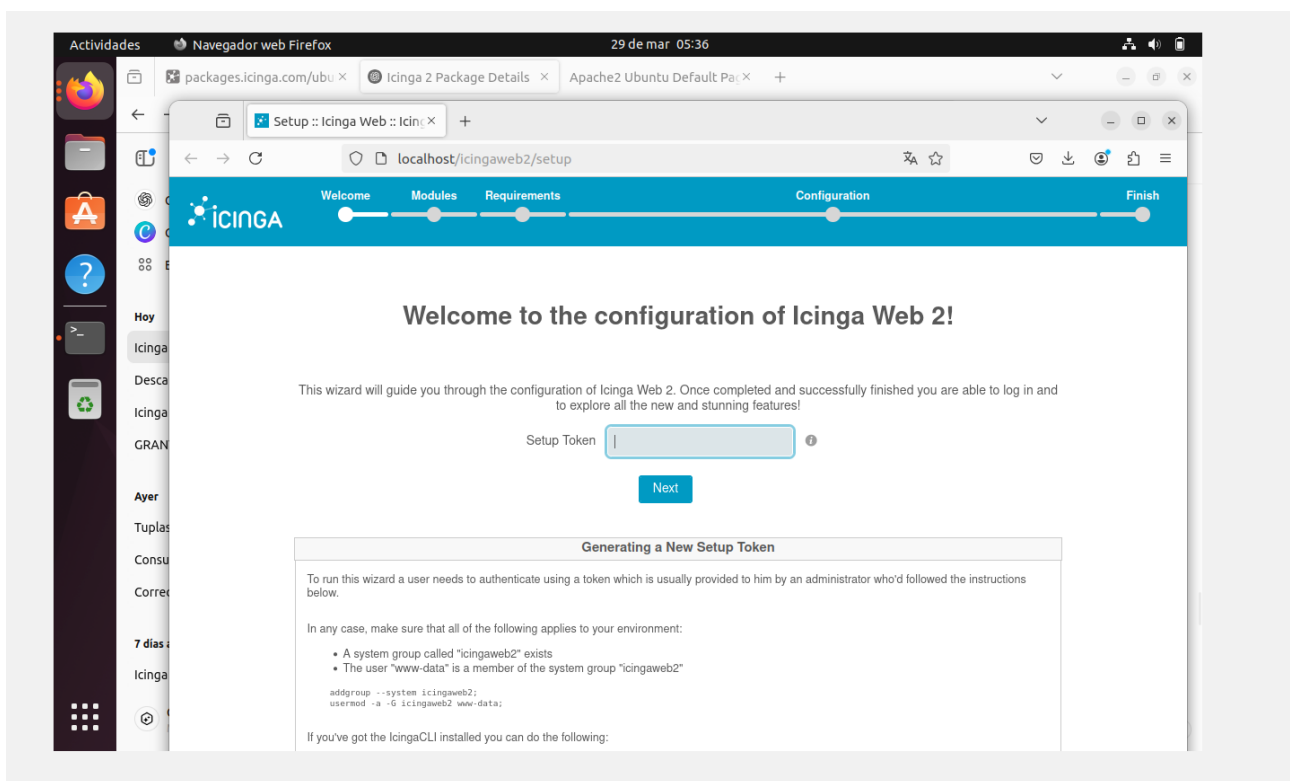 Actividades Navegador web Firefox 29 de mar 05:36
packages.icinga.com/ubu Icinga 2 Package Details Apache2 Ubuntu Default Pag
Setup :: Icinga Web :: Icing
localhost/icingaweb2/setup
ICINGA Welcome Modules Requirements Configuration Finish
Hoy
Icinga
Desca
Icinga
GRAN
Ayer
Tuplas
Consu
Correc
7 días a
Icinga
Welcome to the configuration of Icinga Web 2!
This wizard will guide you through the configuration of Icinga Web 2. Once completed and successfully finished you are able to log in and
to explore all the new and stunning features!
Setup Token
Next
Generating a New Setup Token
To run this wizard a user needs to authenticate using a token which is usually provided to him by an administrator who'd followed the instructions
below.
In any case, make sure that all of the following applies to your environment:
• A system group called "icingaweb2" exists
• The user "www-data" is a member of the system group "icingaweb2"
addgroup --system icingaweb2;
usermod -a -G icingaweb2 www-data;
If you've got the IcingaCLI installed you can do the following: